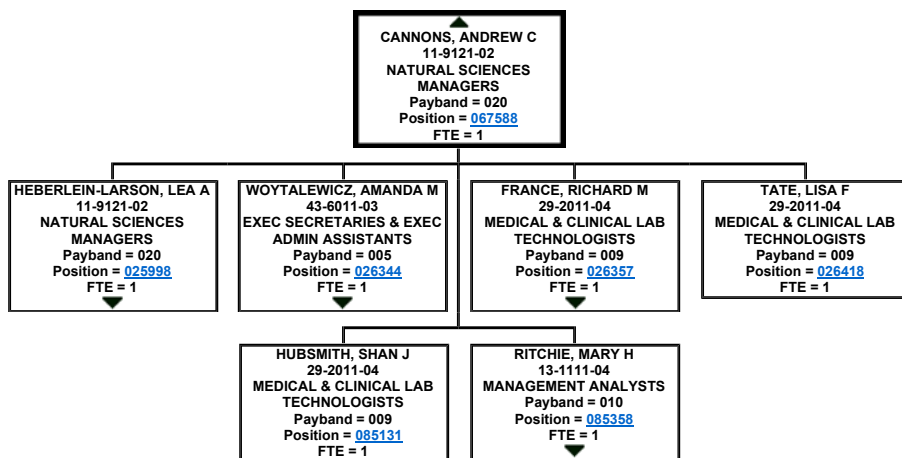 CANNONS, ANDREW C
11-9121-02
NATURAL SCIENCES
MANAGERS
Payband = 020
Position = 067588
FTE = 1
HEBERLEIN-LARSON, LEA A
11-9121-02
NATURAL SCIENCES
MANAGERS
Payband = 020
Position = 025998
FTE = 1
WOYTALEWICZ, AMANDA M
43-6011-03
EXEC SECRETARIES & EXEC
ADMIN ASSISTANTS
Payband = 005
Position = 026344
FTE = 1
FRANCE, RICHARD M
29-2011-04
MEDICAL & CLINICAL LAB
TECHNOLOGISTS
Payband = 009
Position = 026357
FTE = 1
TATE, LISA F
29-2011-04
MEDICAL & CLINICAL LAB
TECHNOLOGISTS
Payband = 009
Position = 026418
FTE = 1
HUBSMITH, SHAN J
29-2011-04
MEDICAL & CLINICAL LAB
TECHNOLOGISTS
Payband = 009
Position = 085131
FTE = 1
RITCHIE, MARY H
13-1111-04
MANAGEMENT ANALYSTS
Payband = 010
Position = 085358
FTE = 1